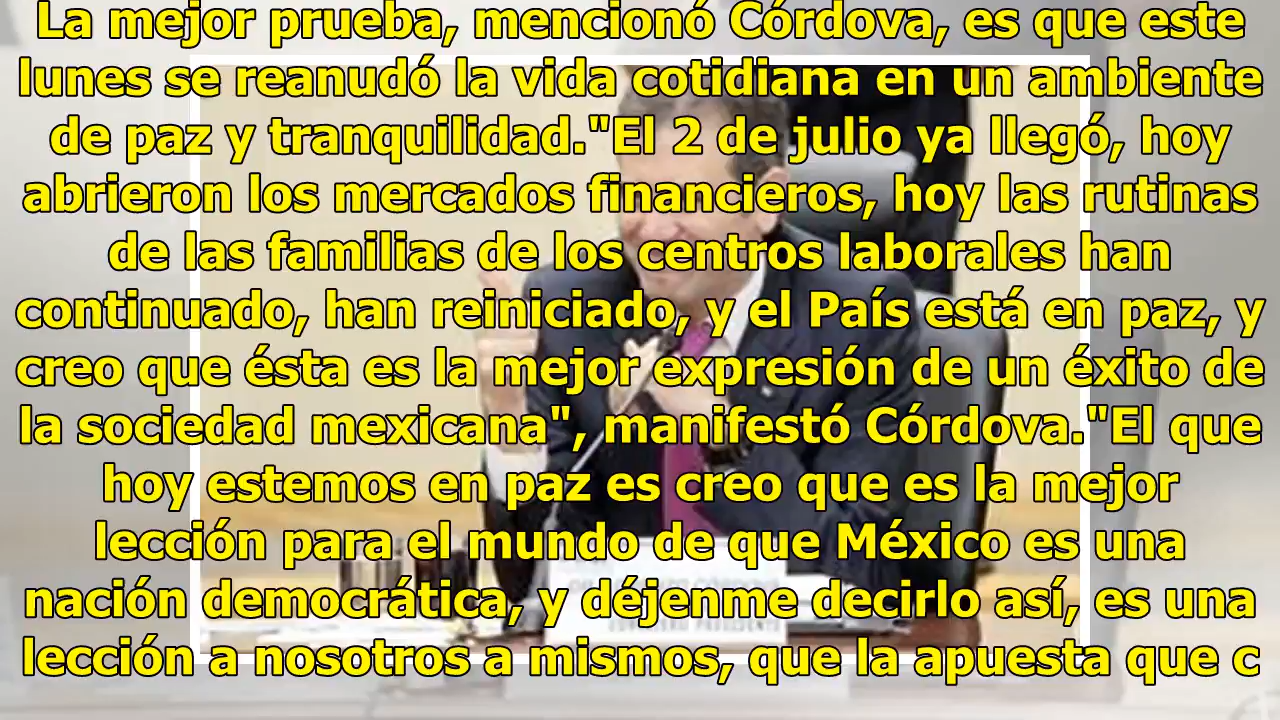 La mejor prueba, mencionó Córdova, es que este
lunes se reanudó la vida cotidiana en un ambiente
de paz y tranquilidad."El 2 de julio ya llegó, hoy
abrieron los mercados financieros, hoy las rutinas
de las familias de los centros laborales han
continuado, han reiniciado, y el País está en paz, y
creo que ésta es la mejor expresión de un éxito de
la sociedad mexicana", manifestó Córdova."El que
hoy estemos en paz es creo que es la mejor
lección para el mundo de que México es una
nación democrática, y déjenme decirlo así, es una
lección a nosotros a mismos, que la apuesta que c